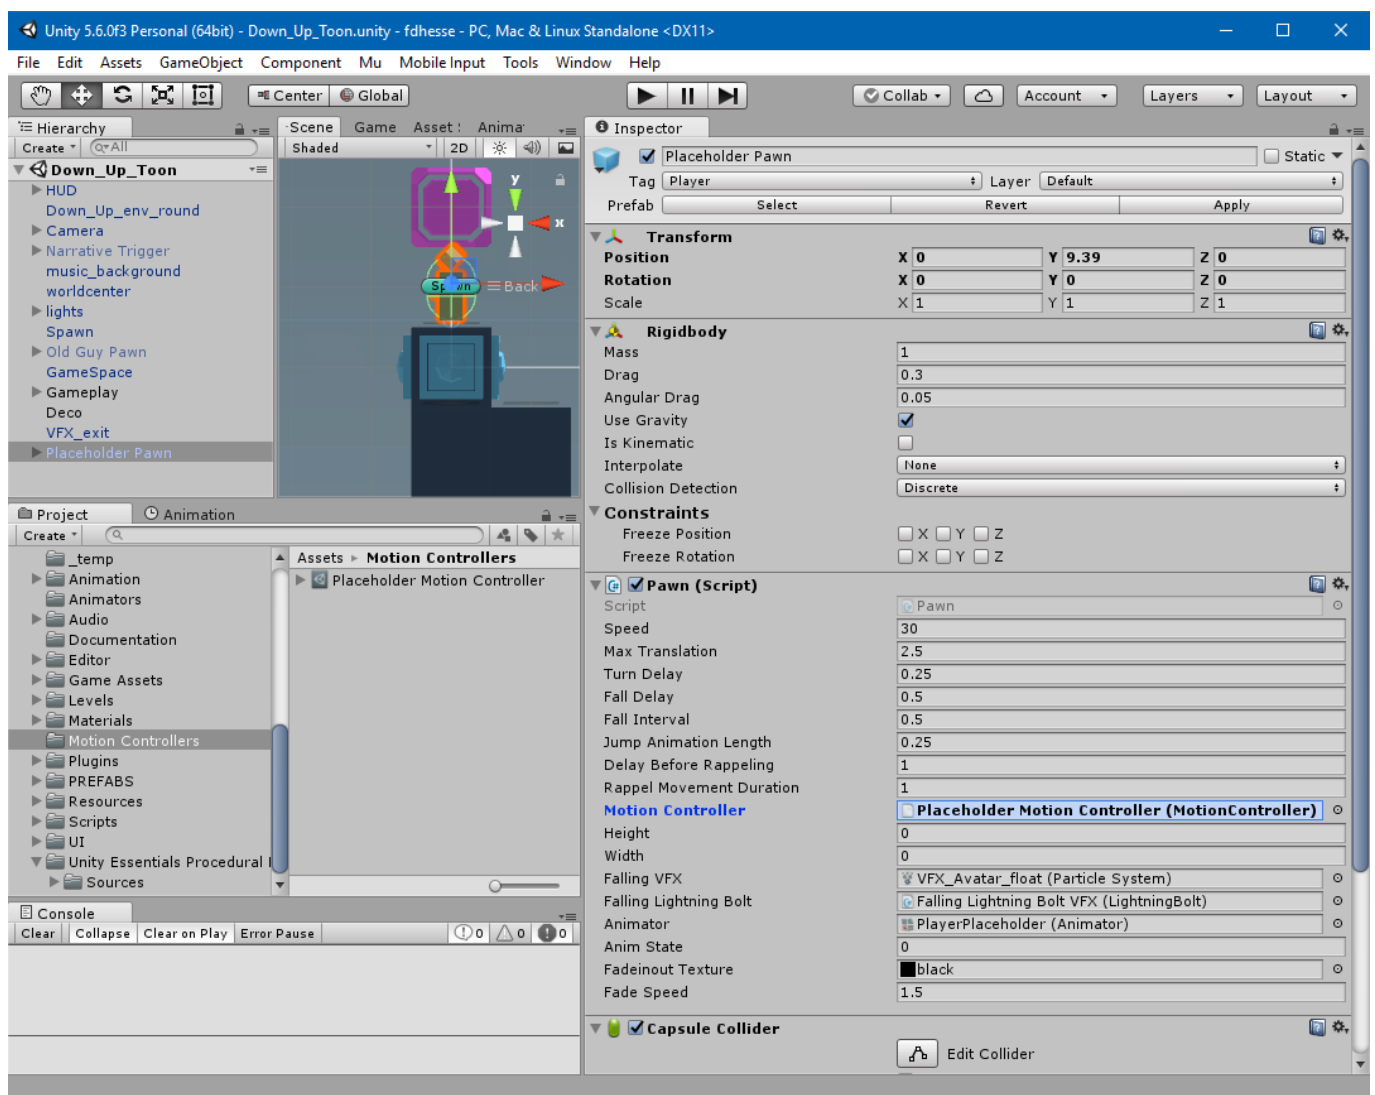 Unity 5.6.0f3 Personal (64bit) - Down_Up_Toon.unity - fdhesse - PC, Mac & Linux Standalone <DX11>
File Edit Assets GameObject Component Mu Mobile Input Tools Window Help
Center Global Collab Account Layers Layout
Hierarchy
Create All
Down_Up_Toon
HUD
Down_Up_env_round
Camera
Narrative Trigger
music_background
worldcenter
lights
Spawn
Old Guy Pawn
GameSpace
Gameplay
Deco
VFX_exit
Placeholder Pawn
Scene Game Asset Anima
Shaded 2D
y
x
Back
Project Animation
Create
_temp
Animation
Animators
Audio
Documentation
Editor
Game Assets
Levels
Materials
Motion Controllers
Plugins
PREFABS
Resources
Scripts
UI
Unity Essentials Procedural
Sources
Assets Motion Controllers
Placeholder Motion Controller
Console
Clear Collapse Clear on Play Error Pause 0 0 0
Inspector
Placeholder Pawn Static
Tag Player Layer Default
Prefab Select Revert Apply
Transform
Position X 0 Y 9.39 Z 0
Rotation X 0 Y 0 Z 0
Scale X 1 Y 1 Z 1
Rigidbody
Mass 1
Drag 0.3
Angular Drag 0.05
Use Gravity
Is Kinematic
Interpolate None
Collision Detection Discrete
Constraints
Freeze Position X Y Z
Freeze Rotation X Y Z
Pawn (Script)
Script Pawn
Speed 30
Max Translation 2.5
Turn Delay 0.25
Fall Delay 0.5
Fall Interval 0.5
Jump Animation Length 0.25
Delay Before Rappeling 1
Rappel Movement Duration 1
Motion Controller Placeholder Motion Controller (MotionController)
Height 0
Width 0
Falling VFX VFX_Avatar_float (Particle System)
Falling Lightning Bolt Falling Lightning Bolt VFX (LightningBolt)
Animator PlayerPlaceholder (Animator)
Anim State 0
Fadeinout Texture black
Fade Speed 1.5
Capsule Collider
Edit Collider